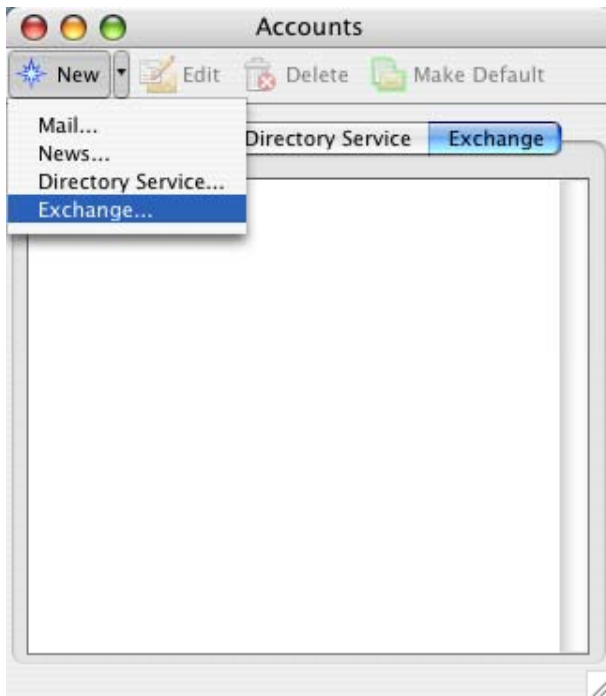 Accounts
New Edit Delete Make Default
Mail...
News...
Directory Service...
Exchange...
Directory Service Exchange